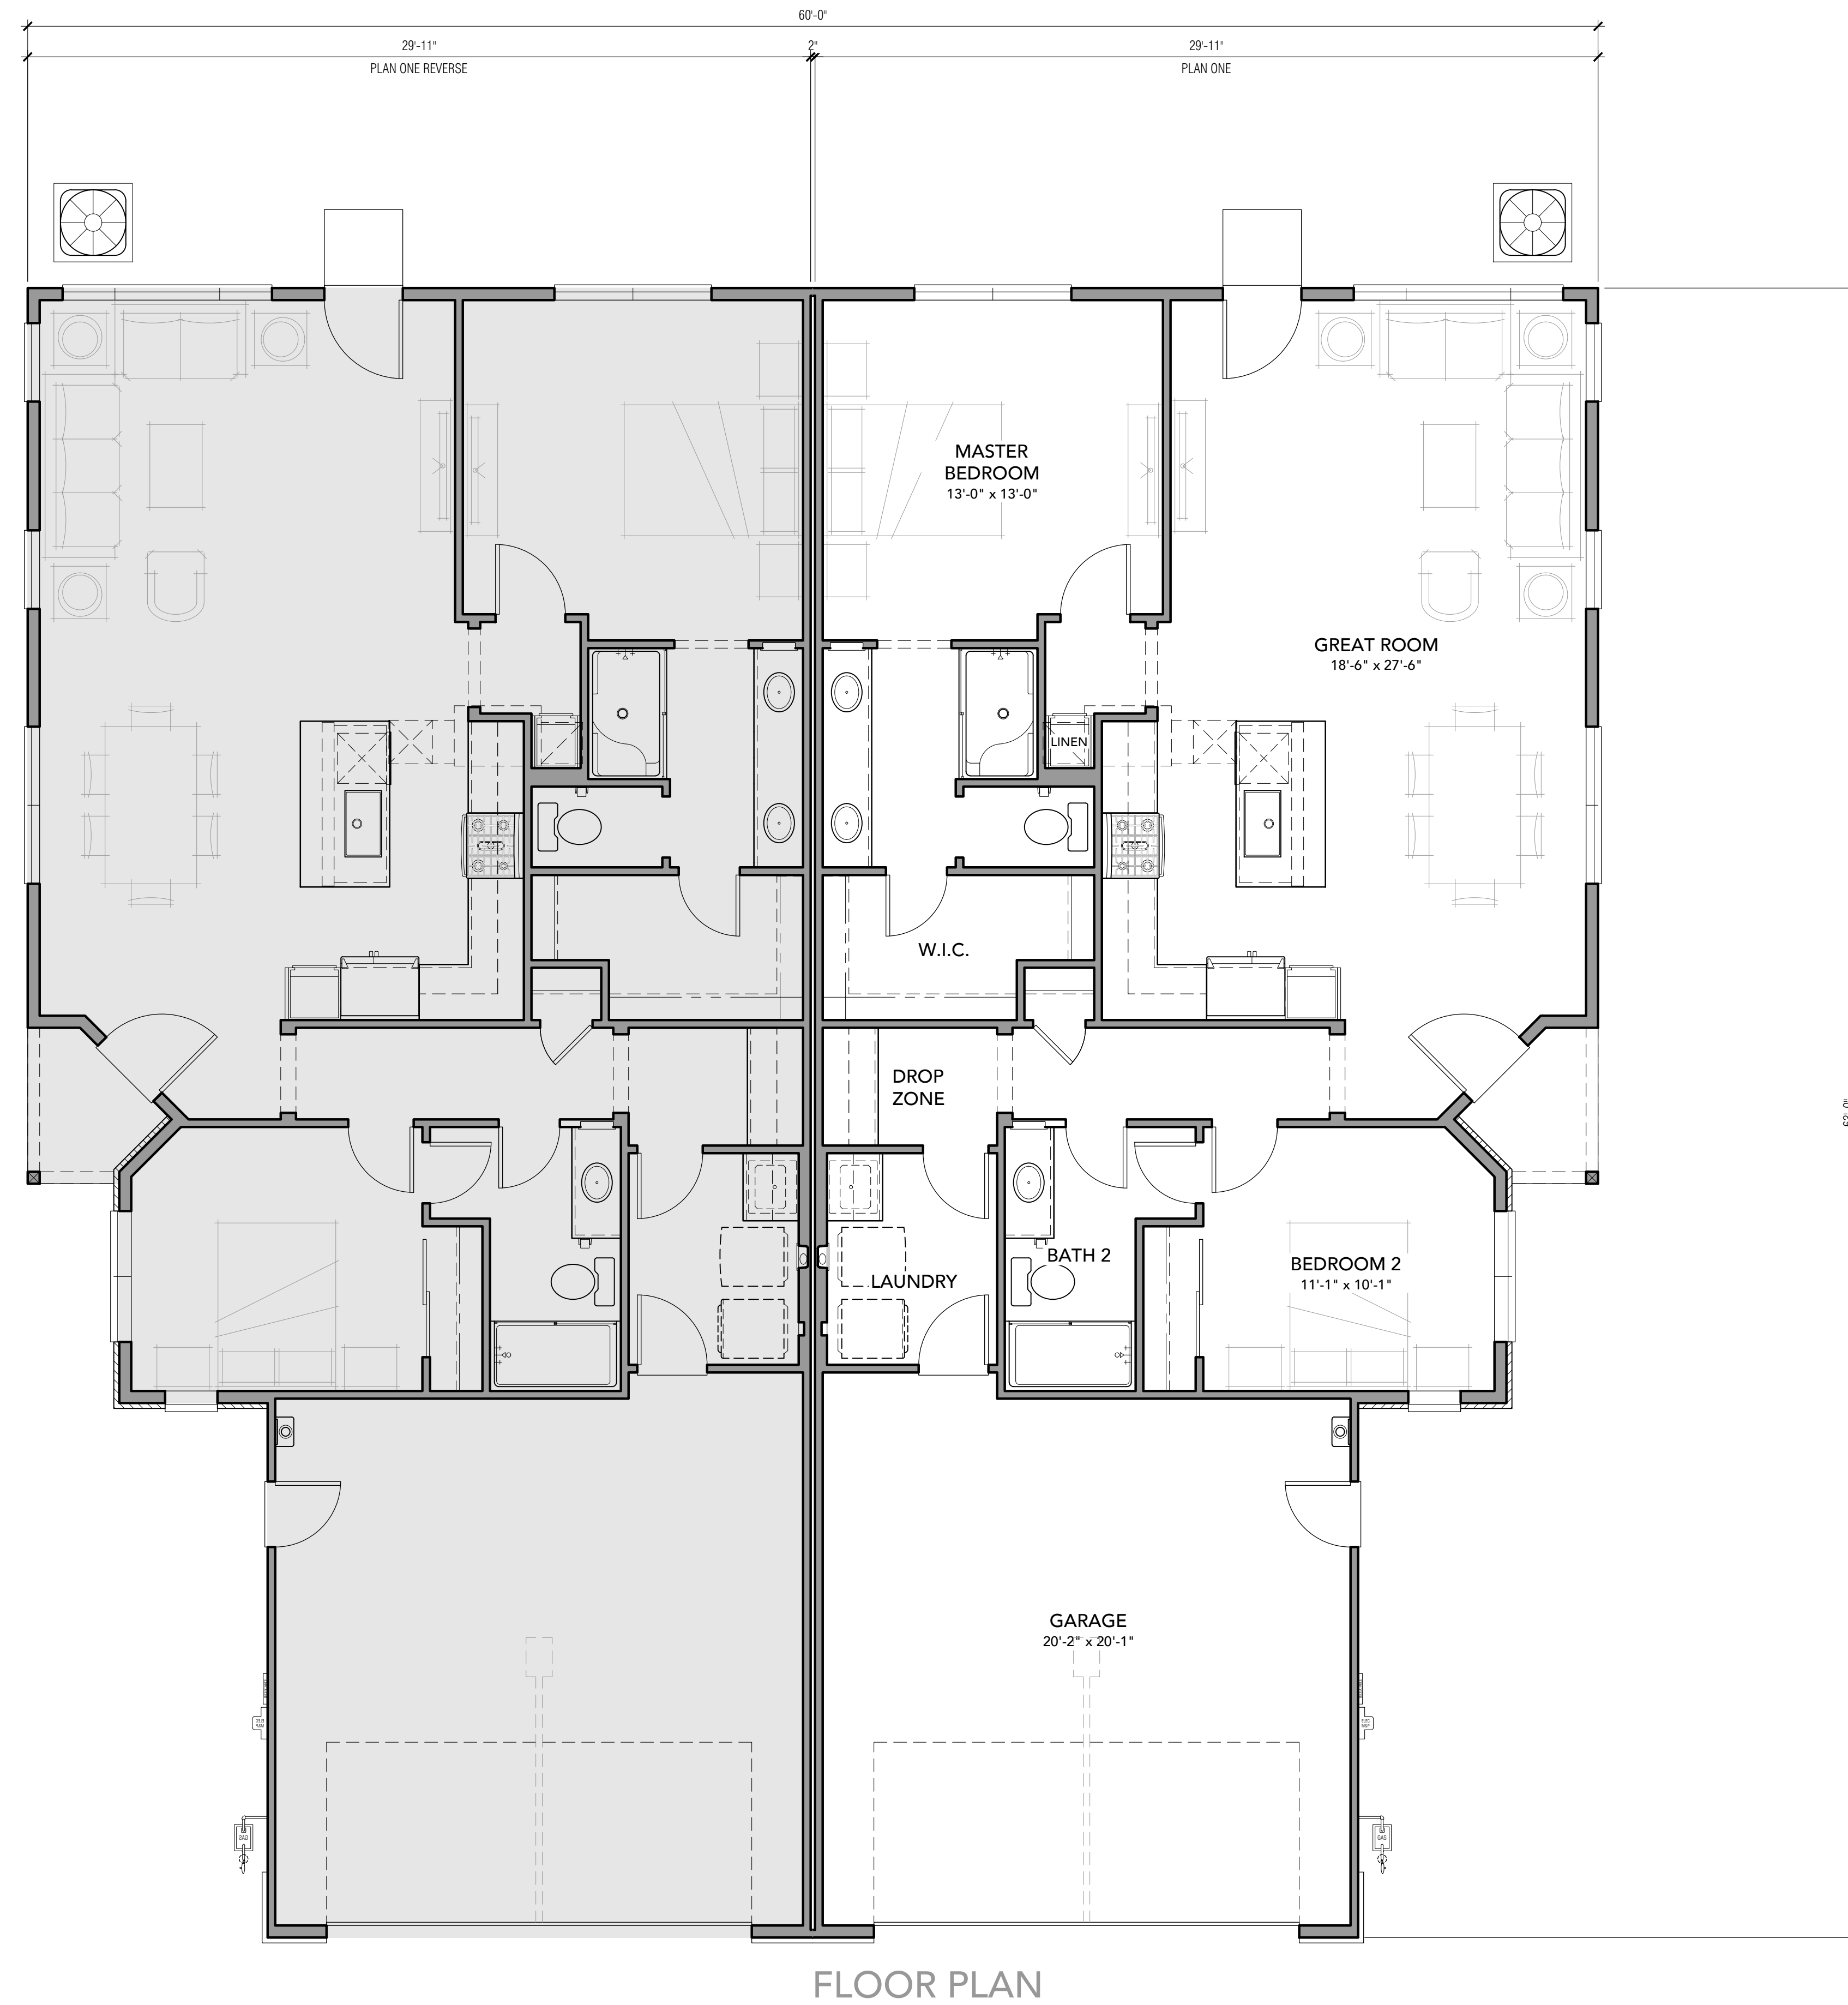 60'-0"
29'-11"
2"
29'-11"
PLAN ONE REVERSE
PLAN ONE
MASTER
BEDROOM
13'-0" x 13'-0"
GREAT ROOM
18'-6" x 27'-6"
LINEN
W.I.C.
DROP
ZONE
BATH 2
LAUNDRY
BEDROOM 2
11'-1" x 10'-1"
GARAGE
20'-2" x 20'-1"
GAS
GAS
FLOOR PLAN